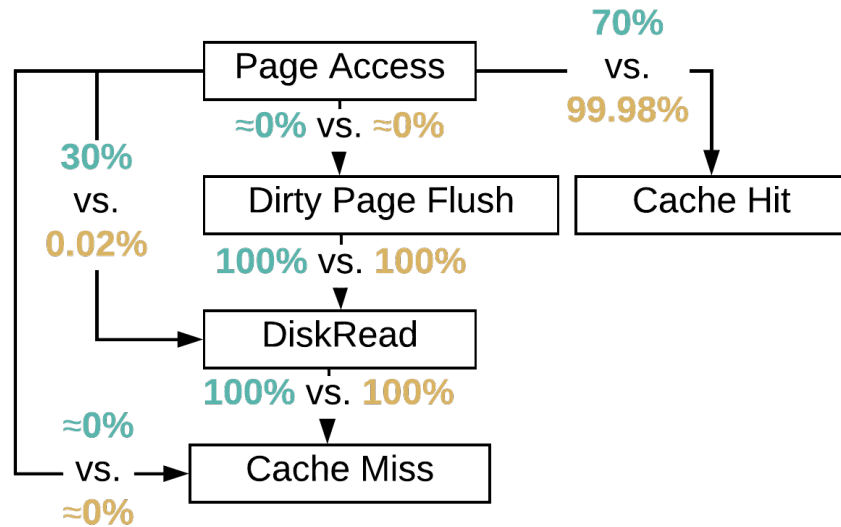 70%
Page Access
vs.
99.98%
≈0% vs. ≈0%
30%
vs.
0.02%
Dirty Page Flush
Cache Hit
100% vs. 100%
DiskRead
100% vs. 100%
≈0%
vs.
≈0%
Cache Miss